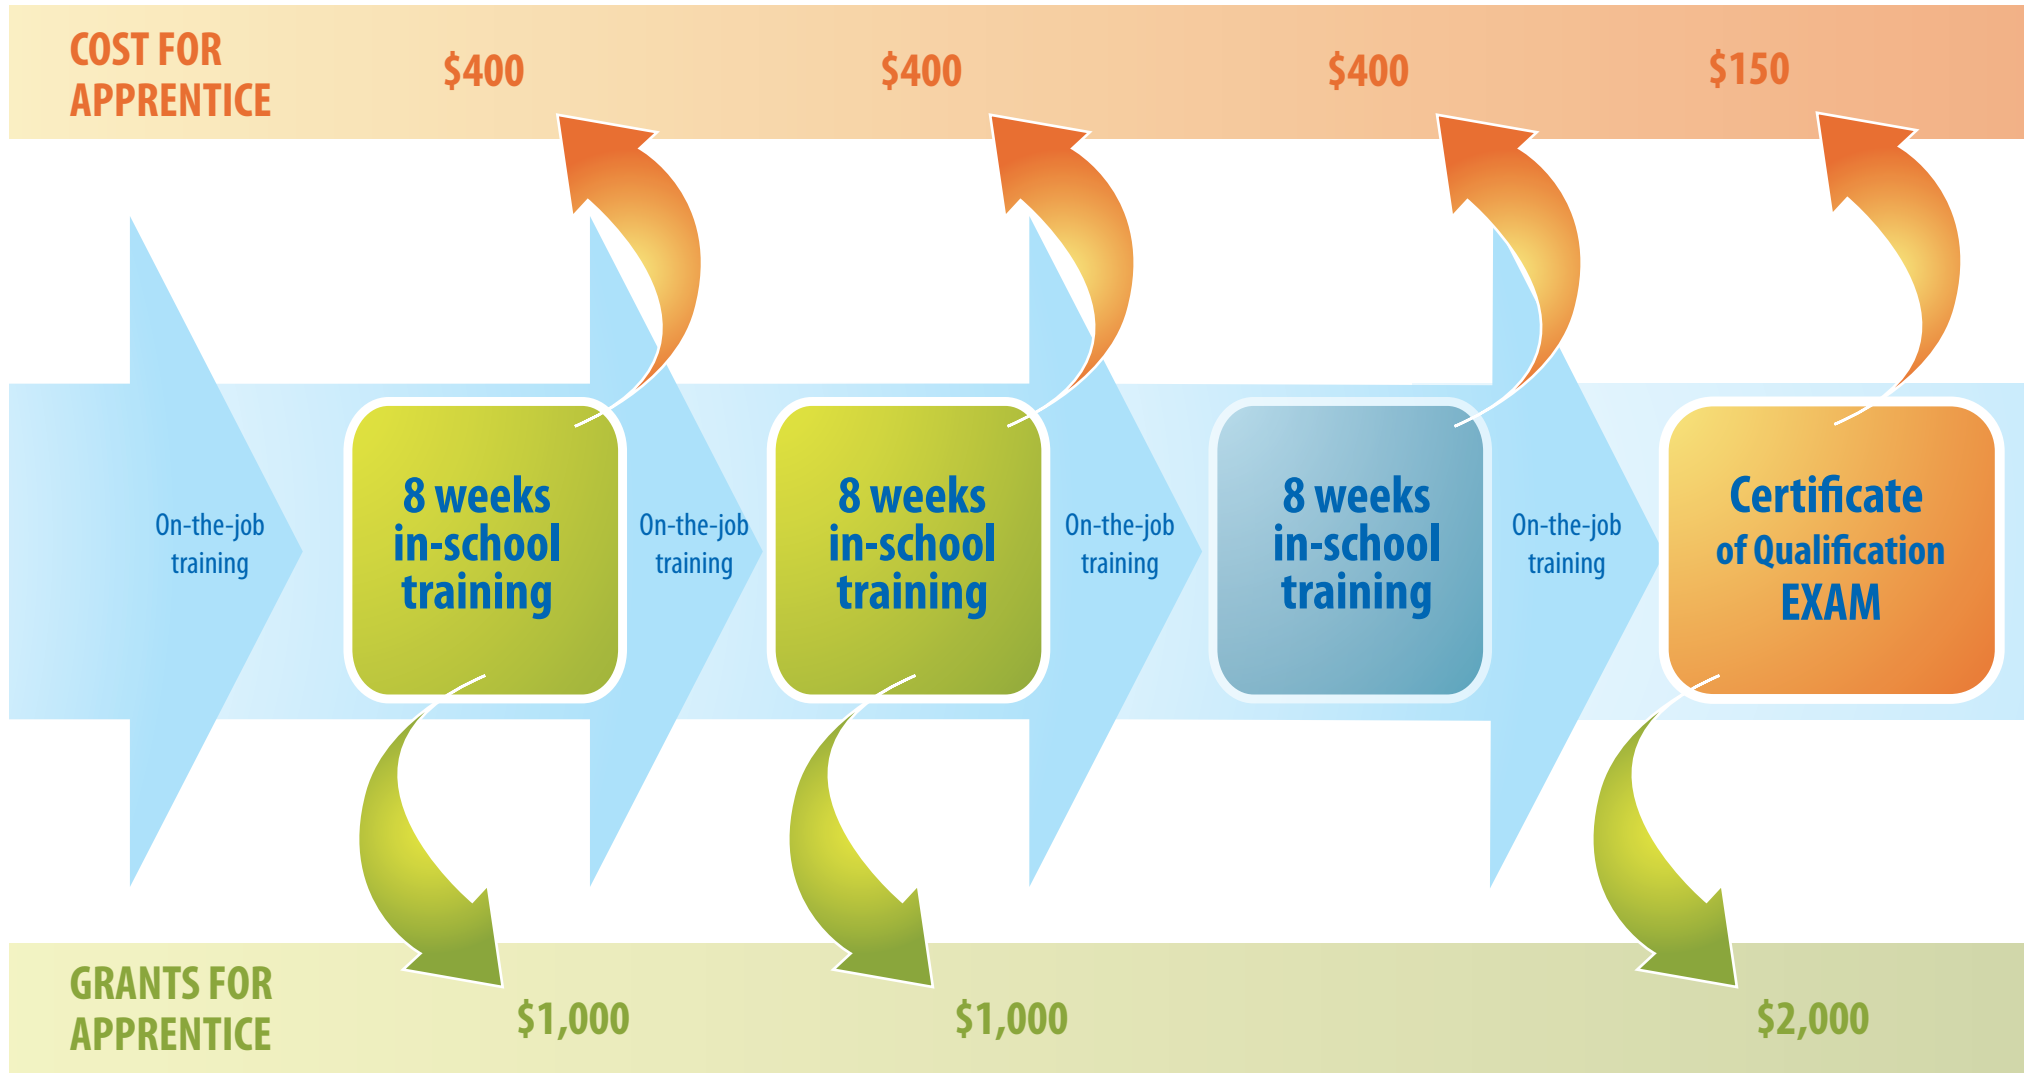 COST FOR
APPRENTICE
$400
$400
$400
$150
On-the-job
training
8 weeks
in-school
training
On-the-job
training
8 weeks
in-school
training
On-the-job
training
8 weeks
in-school
training
On-the-job
training
Certificate
of Qualification
EXAM
GRANTS FOR
APPRENTICE
$1,000
$1,000
$2,000